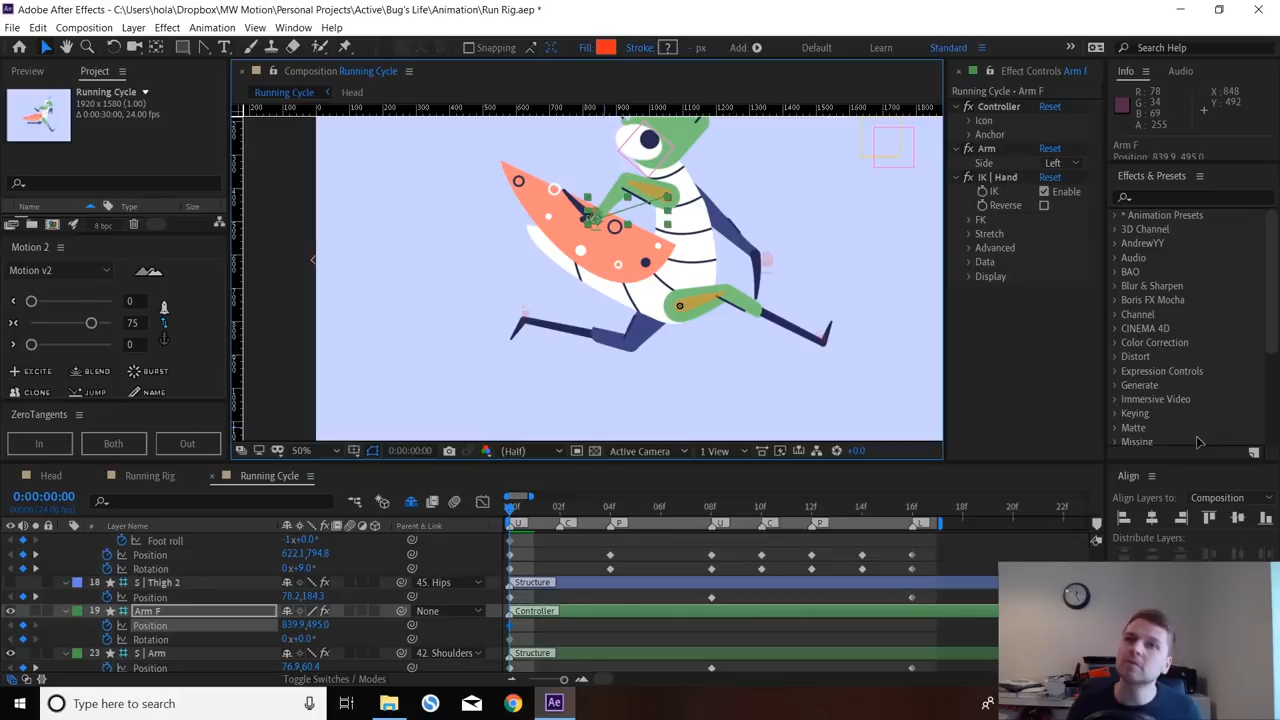 Adobe After Effects - C:\Users\hola\Dropbox\MW Motion\Personal Projects\Active\Bug's Life\Animation\Run Rig.aep *
File Edit Composition Layer Effect Animation View Window Help
Snapping Fill: Stroke: ? - px Add: Default Learn Standard Search Help
Preview Project
Running Cycle
1920 x 1580 (1.00)
Δ 0:00:30:00, 24.00 fps
Name Type Size
8 bpc
Motion 2
Motion v2
0
75
0
EXCITE BLEND BURST
CLONE JUMP NAME
ZeroTangents
In Both Out
Composition Running Cycle
Running Cycle Head
50% 0:00:00:00 (Half) Active Camera 1 View +0.0
Effect Controls Arm F
Running Cycle • Arm F
fx Controller Reset
Icon
Anchor
fx Arm Reset
Side Left
fx IK | Hand Reset
IK Enable
Reverse
FK
Stretch
Advanced
Data
Display
Info Audio
R: 78
G: 34
B: 69
A: 255
X: 848
Y: 492
Arm F
Position: 839.9, 495.0
Effects & Presets
* Animation Presets
3D Channel
AndrewYY
Audio
BAO
Blur & Sharpen
Boris FX Mocha
Channel
CINEMA 4D
Color Correction
Distort
Expression Controls
Generate
Immersive Video
Keying
Matte
Missing
Align
Align Layers to: Composition
Distribute Layers:
Head Running Rig Running Cycle
0:00:00:00
# Layer Name Parent & Link
02f 04f 06f 08f 10f 12f 14f 16f 18f 20f 22f
U C P U C P L
Foot roll -1x+0.0°
Position 622.1,794.8
Rotation 0x+9.0°
18 S | Thigh 2 45. Hips Structure
Position 78.2,184.3
19 Arm F None Controller
Position 839.9,495.0
Rotation 0x+0.0°
23 S | Arm 42. Shoulders Structure
Position 76.9,60.4
Toggle Switches / Modes
Type here to search